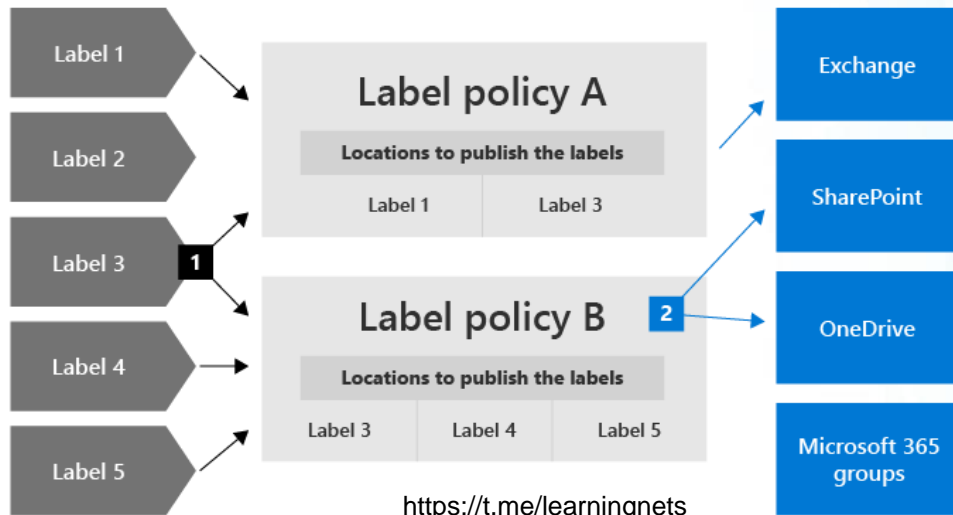 Label 1
Label 2
Label 3
1
Label 4
Label 5
Label policy A
Locations to publish the labels
Label 1
Label 3
Label policy B
2
Locations to publish the labels
Label 3
Label 4
Label 5
Exchange
SharePoint
OneDrive
Microsoft 365
groups
https://t.me/learningnets